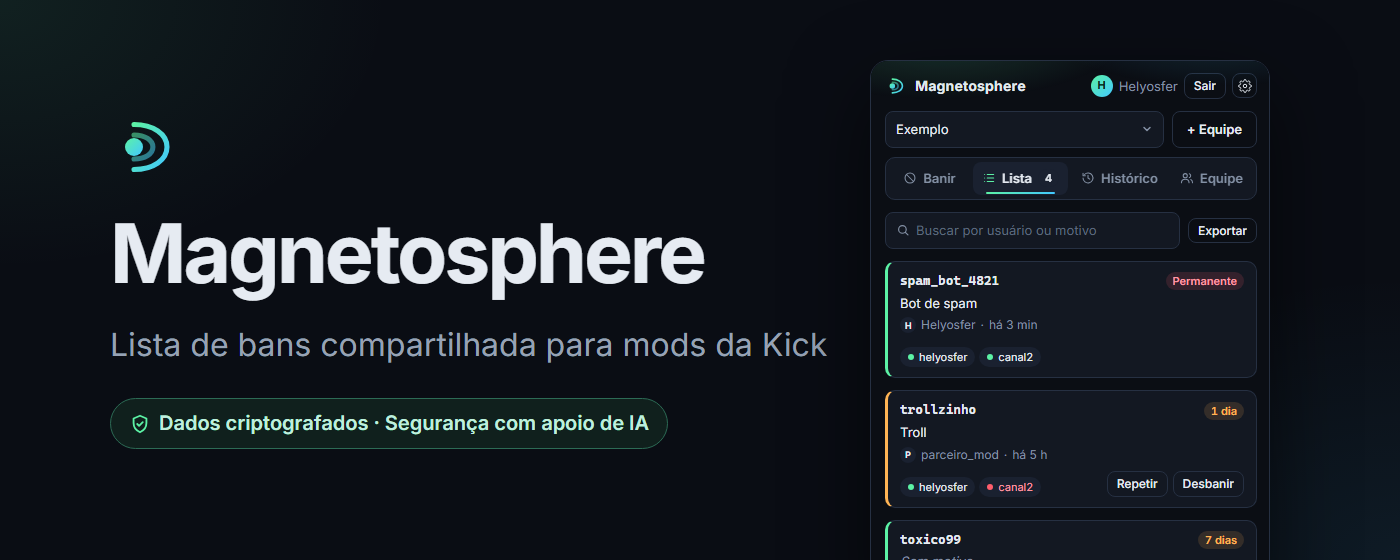 Magnetosphere
Lista de bans compartilhada para mods da Kick
Dados criptografados · Segurança com apoio de IA
Magnetosphere
H Helyosfer Sair
Exemplo
+ Equipe
Banir Lista 4 Histórico Equipe
Buscar por usuário ou motivo Exportar
spam_bot_4821 Permanente
Bot de spam
H Helyosfer · há 3 min
helyosfer canal2
trollzinho 1 dia
Troll
P parceiro_mod · há 5 h
helyosfer canal2 Repetir Desbanir
toxico99 7 dias